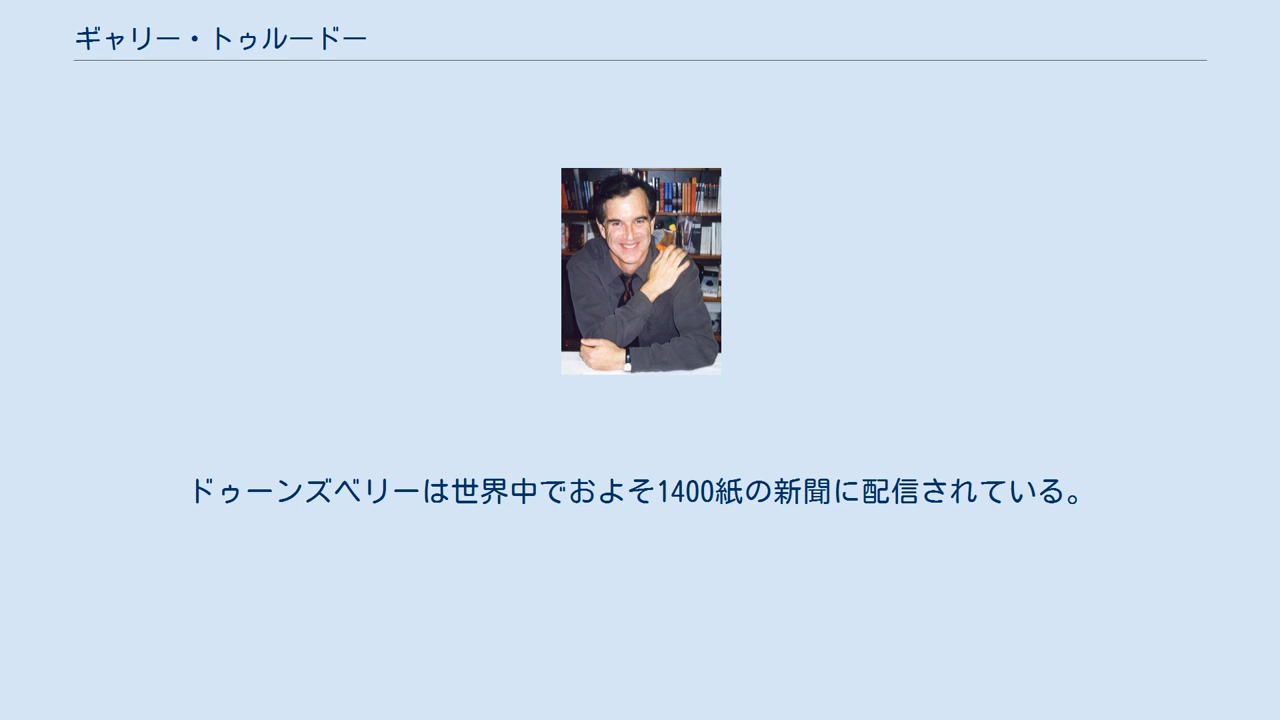 ギャリー・トゥルードー
ドゥーンズベリーは世界中でおよそ1400紙の新聞に配信されている。